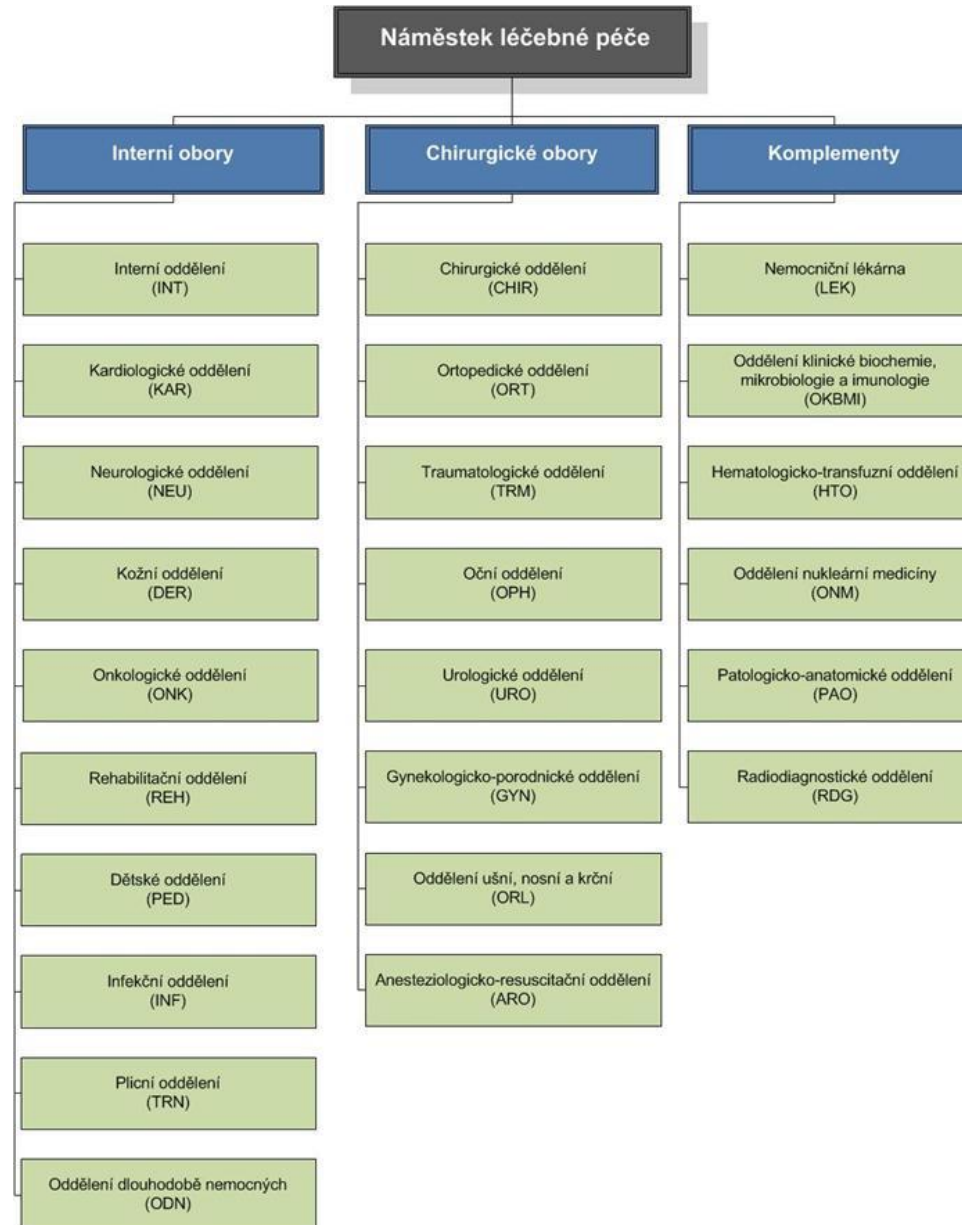 Náměstek léčebné péče
Interní obory
Interní oddělení
(INT)
Kardiologické oddělení
(KAR)
Neurologické oddělení
(NEU)
Kožní oddělení
(DER)
Onkologické oddělení
(ONK)
Rehabilitační oddělení
(REH)
Dětské oddělení
(PED)
Infekční oddělení
(INF)
Plicní oddělení
(TRN)
Oddělení dlouhodobě nemocných
(ODN)
Chirurgické obory
Chirurgické oddělení
(CHIR)
Ortopedické oddělení
(ORT)
Traumatologické oddělení
(TRM)
Oční oddělení
(OPH)
Urologické oddělení
(URO)
Gynekologicko-porodnické oddělení
(GYN)
Oddělení ušní, nosní a krční
(ORL)
Anesteziologicko-resuscitační oddělení
(ARO)
Komplementy
Nemocniční lékárna
(LEK)
Oddělení klinické biochemie,
mikrobiologie a imunologie
(OKBMI)
Hematologicko-transfuzní oddělení
(HTO)
Oddělení nukleární medicíny
(ONM)
Patologicko-anatomické oddělení
(PAO)
Radiodiagnostické oddělení
(RDG)